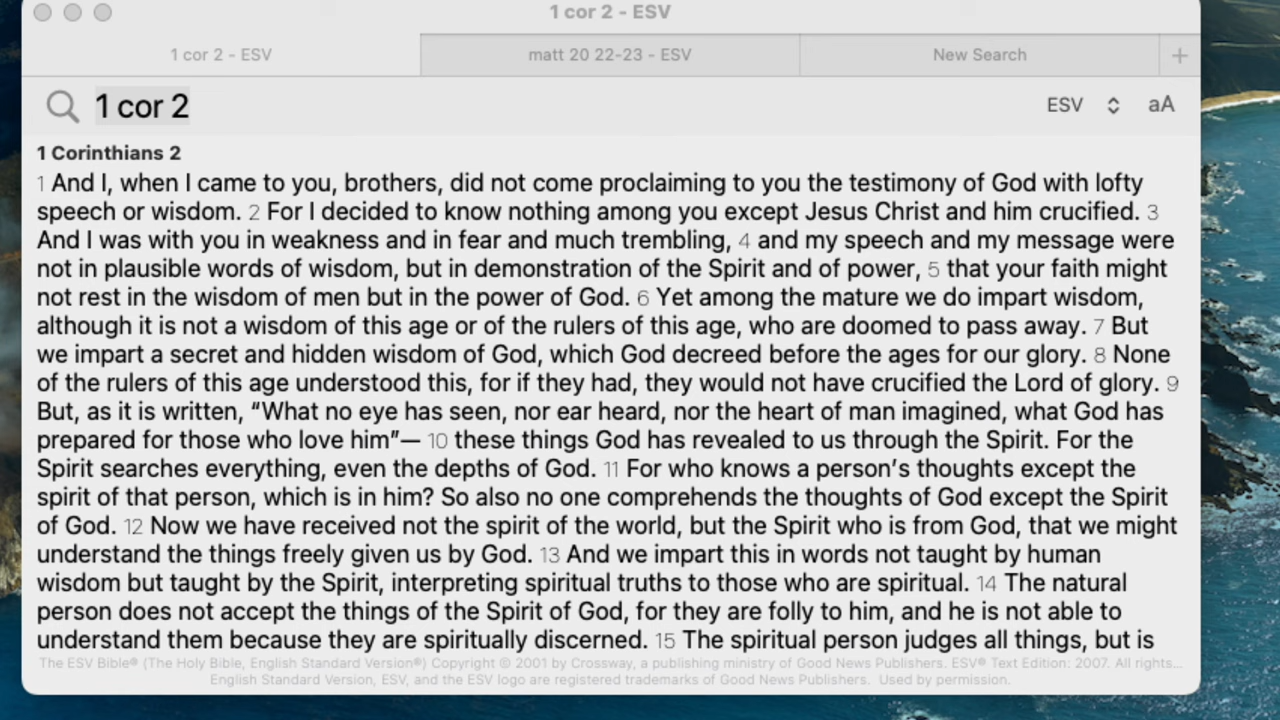 1 cor 2 - ESV
1 cor 2 - ESV
matt 20 22-23 - ESV
New Search
+
1 cor 2
ESV
aA
1 Corinthians 2
1 And I, when I came to you, brothers, did not come proclaiming to you the testimony of God with lofty
speech or wisdom. 2 For I decided to know nothing among you except Jesus Christ and him crucified. 3
And I was with you in weakness and in fear and much trembling, 4 and my speech and my message were
not in plausible words of wisdom, but in demonstration of the Spirit and of power, 5 that your faith might
not rest in the wisdom of men but in the power of God. 6 Yet among the mature we do impart wisdom,
although it is not a wisdom of this age or of the rulers of this age, who are doomed to pass away. 7 But
we impart a secret and hidden wisdom of God, which God decreed before the ages for our glory. 8 None
of the rulers of this age understood this, for if they had, they would not have crucified the Lord of glory. 9
But, as it is written, “What no eye has seen, nor ear heard, nor the heart of man imagined, what God has
prepared for those who love him”— 10 these things God has revealed to us through the Spirit. For the
Spirit searches everything, even the depths of God. 11 For who knows a person’s thoughts except the
spirit of that person, which is in him? So also no one comprehends the thoughts of God except the Spirit
of God. 12 Now we have received not the spirit of the world, but the Spirit who is from God, that we might
understand the things freely given us by God. 13 And we impart this in words not taught by human
wisdom but taught by the Spirit, interpreting spiritual truths to those who are spiritual. 14 The natural
person does not accept the things of the Spirit of God, for they are folly to him, and he is not able to
understand them because they are spiritually discerned. 15 The spiritual person judges all things, but is
The ESV Bible® (The Holy Bible, English Standard Version®) Copyright © 2001 by Crossway, a publishing ministry of Good News Publishers. ESV® Text Edition: 2007. All rights...
English Standard Version, ESV, and the ESV logo are registered trademarks of Good News Publishers. Used by permission.